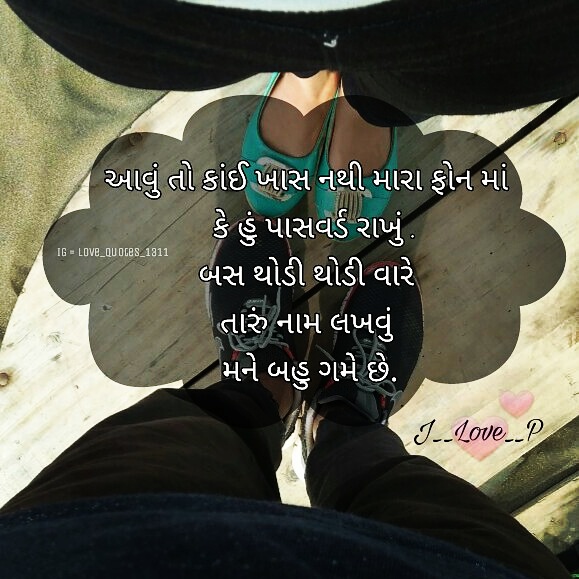 આવું તો કાંઈ ખાસ નથી મારા ફોન માં
કે હું પાસવર્ડ રાખું .
IG = LOVE_QUOTES_1311
બસ થોડી થોડી વારે
તારું નામ લખવું
મને બહુ ગમે છે.
J__Love__P